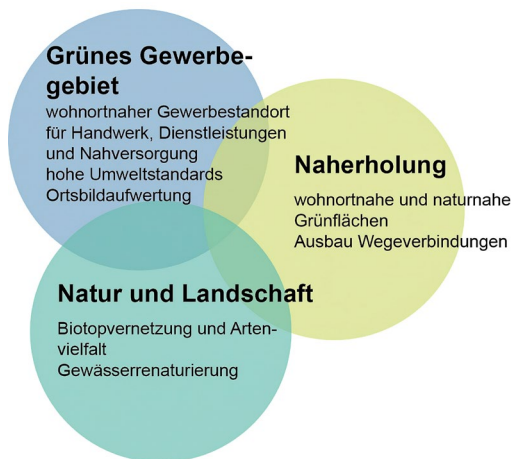 Grünes Gewerbe-
gebiet
wohnortnaher Gewerbestandort
für Handwerk, Dienstleistungen
und Nahversorgung
hohe Umweltstandards
Ortsbildaufwertung
Naherholung
wohnortnahe und naturnahe
Grünflächen
Ausbau Wegeverbindungen
Natur und Landschaft
Biotopvernetzung und Arten-
vielfalt
Gewässerrenaturierung